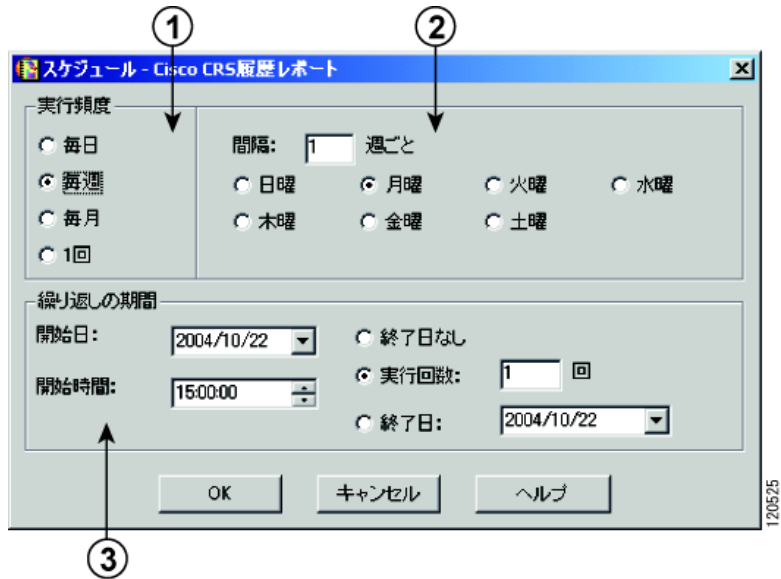 1 2
スケジュール - Cisco CRS履歴レポート
実行頻度
毎日
毎週
毎月
1回
間隔: 1 週ごと
日曜 月曜 火曜 水曜
木曜 金曜 土曜
繰り返しの期間
開始日: 2004/10/22
開始時間: 15:00:00
終了日なし
実行回数: 1 回
終了日: 2004/10/22
OK キャンセル ヘルプ
120525
3